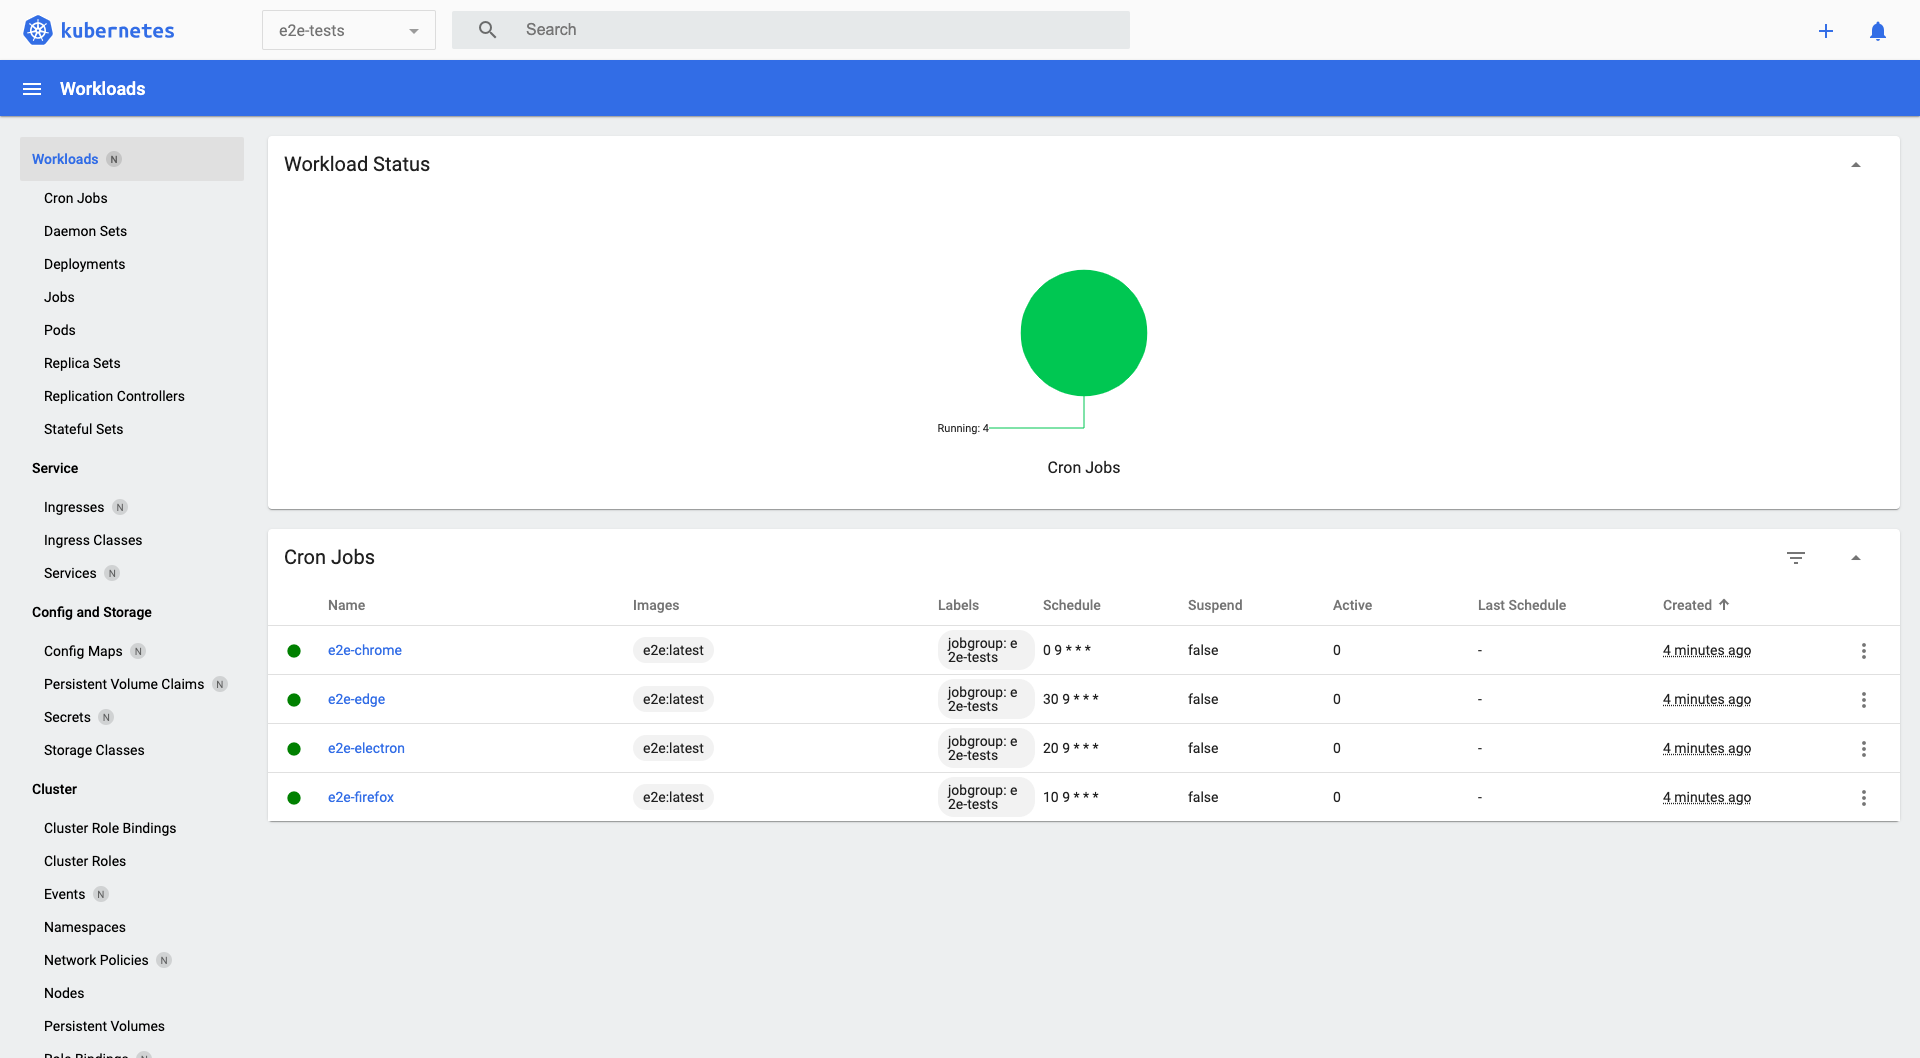 kubernetes
e2e-tests
Search
Workloads
Workloads N
Cron Jobs
Daemon Sets
Deployments
Jobs
Pods
Replica Sets
Replication Controllers
Stateful Sets
Service
Ingresses N
Ingress Classes
Services N
Config and Storage
Config Maps N
Persistent Volume Claims N
Secrets N
Storage Classes
Cluster
Cluster Role Bindings
Cluster Roles
Events N
Namespaces
Network Policies N
Nodes
Persistent Volumes
Role Bindings N
Workload Status
Running: 4
Cron Jobs
Cron Jobs
Name Images Labels Schedule Suspend Active Last Schedule Created
e2e-chrome e2e:latest jobgroup: e
2e-tests 0 9 * * * false 0 - 4 minutes ago
e2e-edge e2e:latest jobgroup: e
2e-tests 30 9 * * * false 0 - 4 minutes ago
e2e-electron e2e:latest jobgroup: e
2e-tests 20 9 * * * false 0 - 4 minutes ago
e2e-firefox e2e:latest jobgroup: e
2e-tests 10 9 * * * false 0 - 4 minutes ago